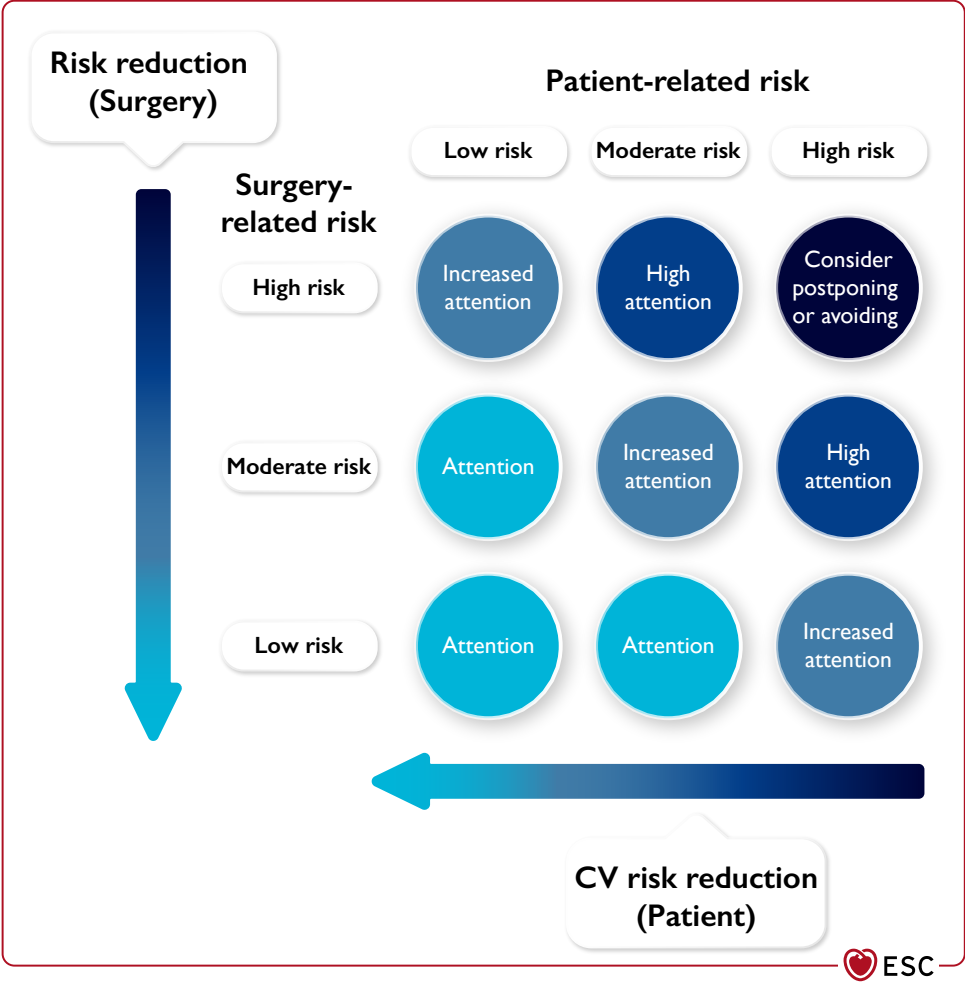 Risk reduction
(Surgery)
Patient-related risk
Low risk
Moderate risk
High risk
Surgery-
related risk
High risk
Increased
attention
High
attention
Consider
postponing
or avoiding
Moderate risk
Attention
Increased
attention
High
attention
Low risk
Attention
Attention
Increased
attention
CV risk reduction
(Patient)
ESC